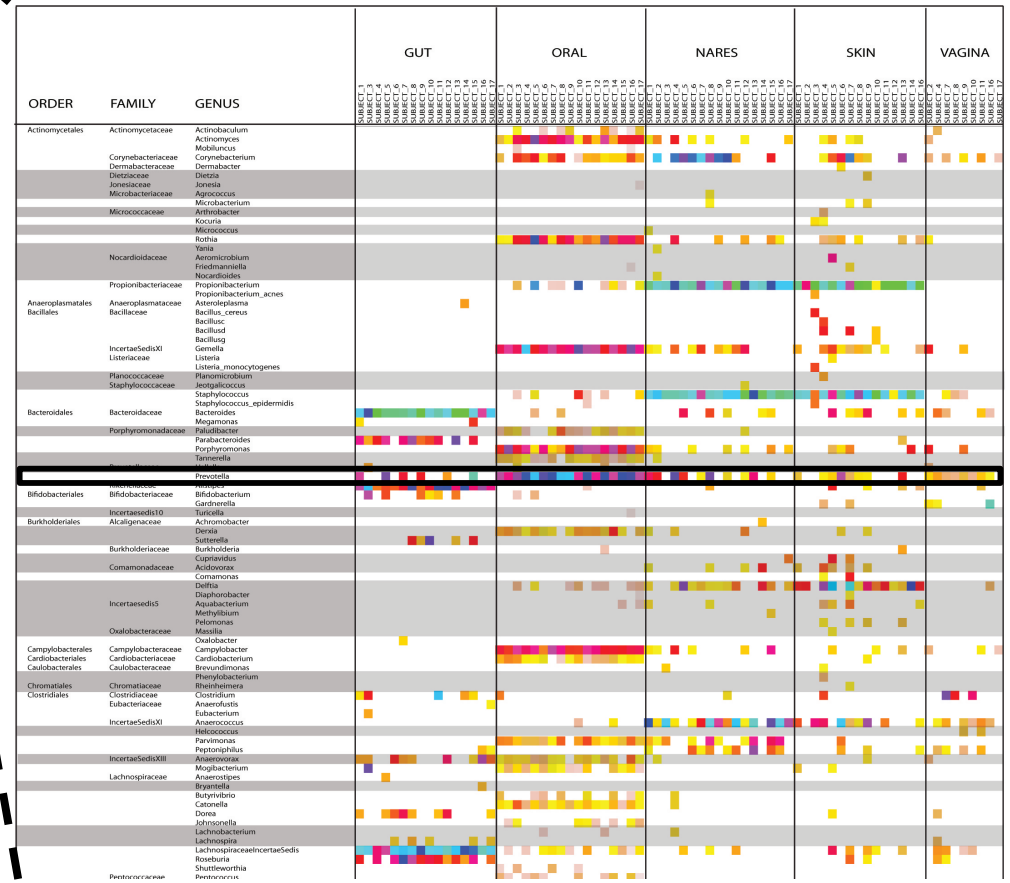 GUT ORAL NARES SKIN VAGINA
ORDER FAMILY GENUS
Actinomycetales Actinomycetaceae Actinobaculum
Actinomyces
Mobiluncus
Corynebacteriaceae Corynebacterium
Dermabacteraceae Dermabacter
Dietziaceae Dietzia
Jonesiaceae Jonesia
Microbacteriaceae Agrococcus
Microbacterium
Micrococcaceae Arthrobacter
Kocuria
Micrococcus
Rothia
Yania
Nocardioidaceae Aeromicrobium
Friedmanniella
Nocardioides
Propionibacteriaceae Propionibacterium
Propionibacterium_acnes
Anaeroplasmatales Anaeroplasmataceae Asteroleplasma
Bacillales Bacillaceae Bacillus_cereus
Bacillusc
Bacillusd
Bacillusg
IncertaeSedisXI Gemella
Listeriaceae Listeria
Listeria_monocytogenes
Planococcaceae Planomicrobium
Staphylococcaceae Jeotgalicoccus
Staphylococcus
Staphylococcus_epidermidis
Bacteroidales Bacteroidaceae Bacteroides
Megamonas
Porphyromonadaceae Paludibacter
Parabacteroides
Porphyromonas
Tannerella
Prevotella
Bifidobacteriales Bifidobacteriaceae Bifidobacterium
Gardnerella
Incertaesedis10 Turicella
Burkholderiales Alcaligenaceae Achromobacter
Derxia
Sutterella
Burkholderiaceae Burkholderia
Cupriavidus
Comamonadaceae Acidovorax
Comamonas
Delftia
Diaphorobacter
Incertaesedis5 Aquabacterium
Methylibium
Pelomonas
Oxalobacteraceae Massilia
Oxalobacter
Campylobacterales Campylobacteraceae Campylobacter
Cardiobacteriales Cardiobacteriaceae Cardiobacterium
Caulobacterales Caulobacteraceae Brevundimonas
Phenylobacterium
Chromatiales Chromatiaceae Rheinheimera
Clostridiales Clostridiaceae Clostridium
Eubacteriaceae Anaerofustis
Eubacterium
IncertaeSedisXI Anaerococcus
Helcococcus
Parvimonas
Peptoniphilus
IncertaeSedisXIII Anaerovorax
Mogibacterium
Lachnospiraceae Anaerostipes
Bryantella
Butyrivibrio
Catonella
Dorea
Johnsonella
Lachnobacterium
Lachnospira
LachnospiraceaeIncertaeSedis
Roseburia
Shuttleworthia
Peptococcaceae Peptococcus